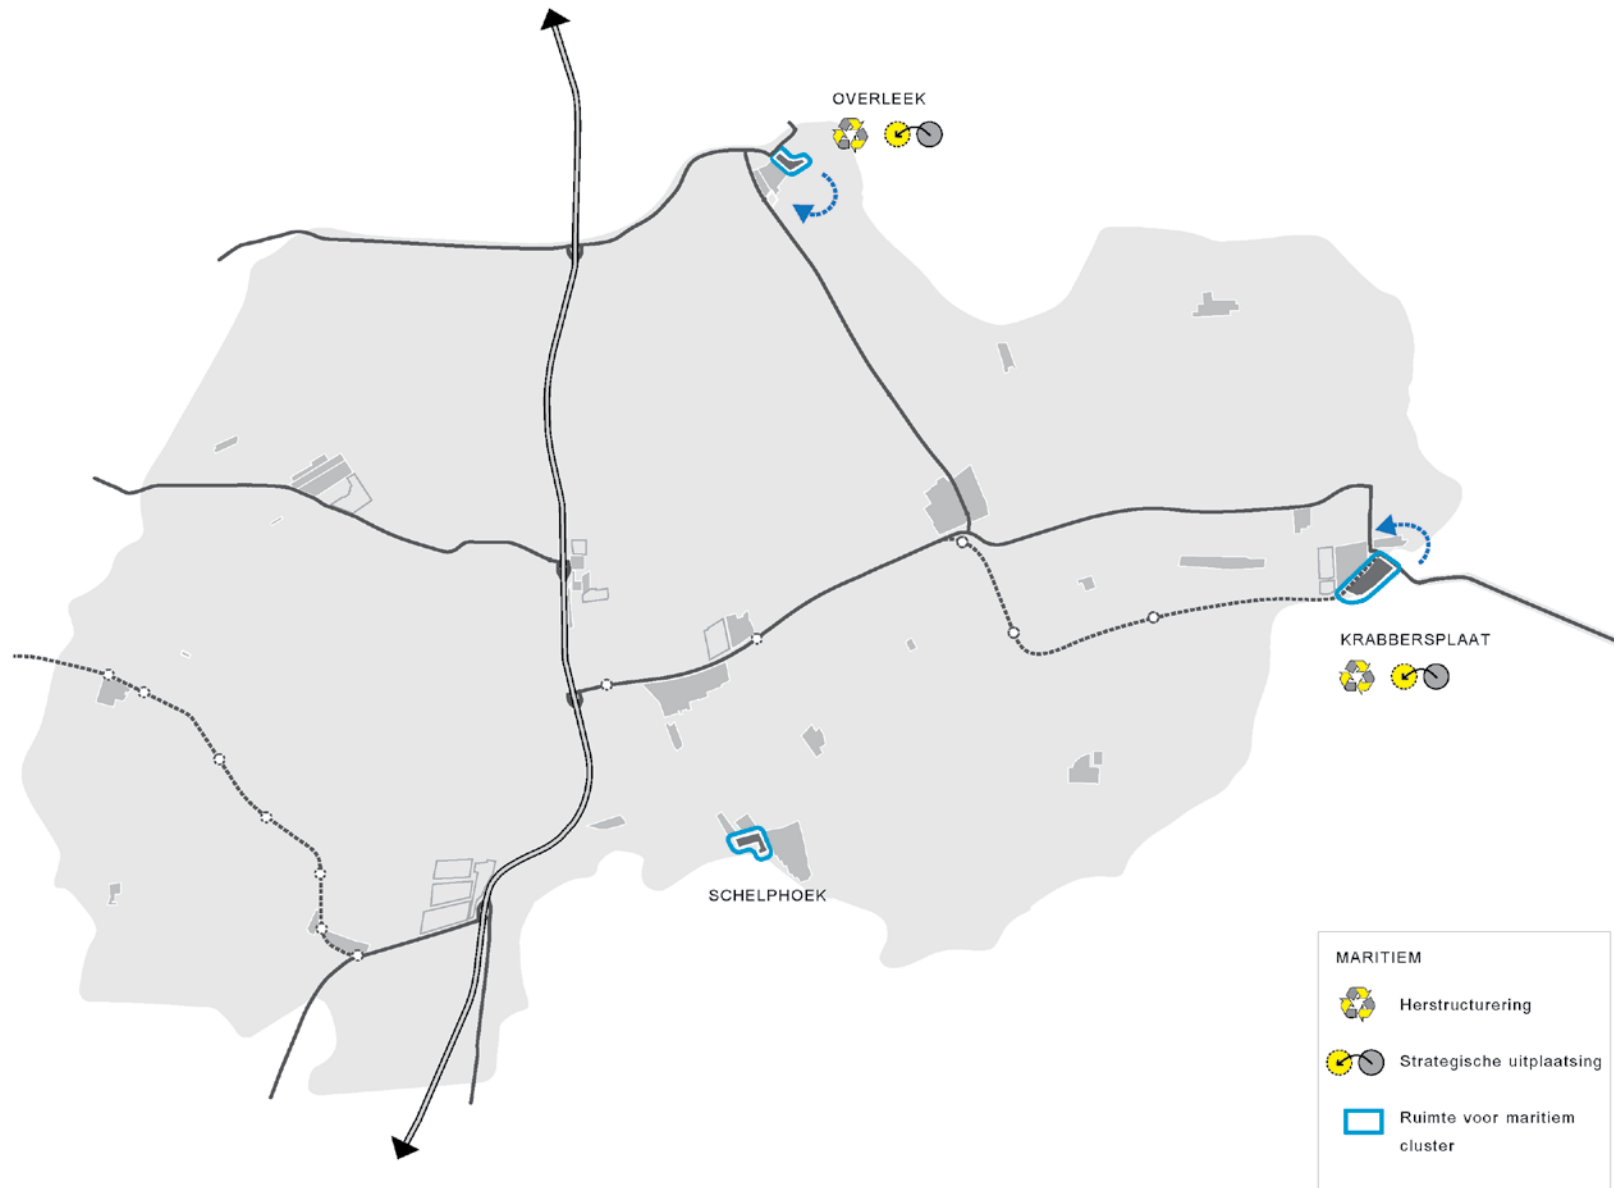 OVERLEEK
KRABBERSPLAAT
SCHELPHOEK
MARITIEM
Herstructurering
Strategische uitplaatsing
Ruimte voor maritiem
cluster